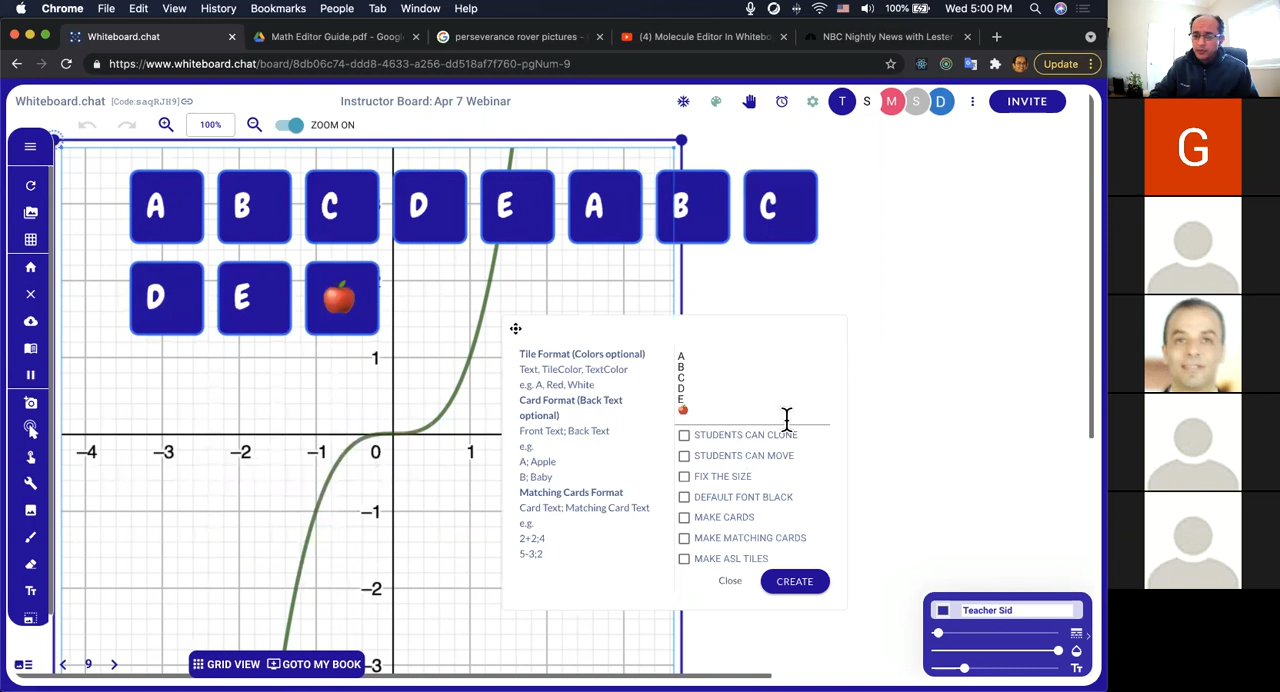 Chrome File Edit View History Bookmarks People Tab Window Help 100% Wed 5:00 PM
Whiteboard.chat Math Editor Guide.pdf - Googl perseverance rover pictures - (4) Molecule Editor In Whitebo NBC Nightly News with Lester
https://www.whiteboard.chat/board/8db06c74-ddd8-4633-a256-dd518af7f760-pgNum-9 Update
Whiteboard.chat [Code:saqRJH9] Instructor Board: Apr 7 Webinar T S M S D INVITE
100% ZOOM ON
A B C D E A B C
D E
G
1
-4 -2 -1 0 1
-1
-2
-3
Tile Format (Colors optional)
Text, TileColor, TextColor
e.g. A, Red, White
Card Format (Back Text
optional)
Front Text; Back Text
e.g.
A; Apple
B; Baby
Matching Cards Format
Card Text; Matching Card Text
e.g.
2+2;4
5-3;2
A
B
C
D
E
🍎
STUDENTS CAN CLONE
STUDENTS CAN MOVE
FIX THE SIZE
DEFAULT FONT BLACK
MAKE CARDS
MAKE MATCHING CARDS
MAKE ASL TILES
Close CREATE
Teacher Sid
Tт
Tт
9 GRID VIEW GOTO MY BOOK